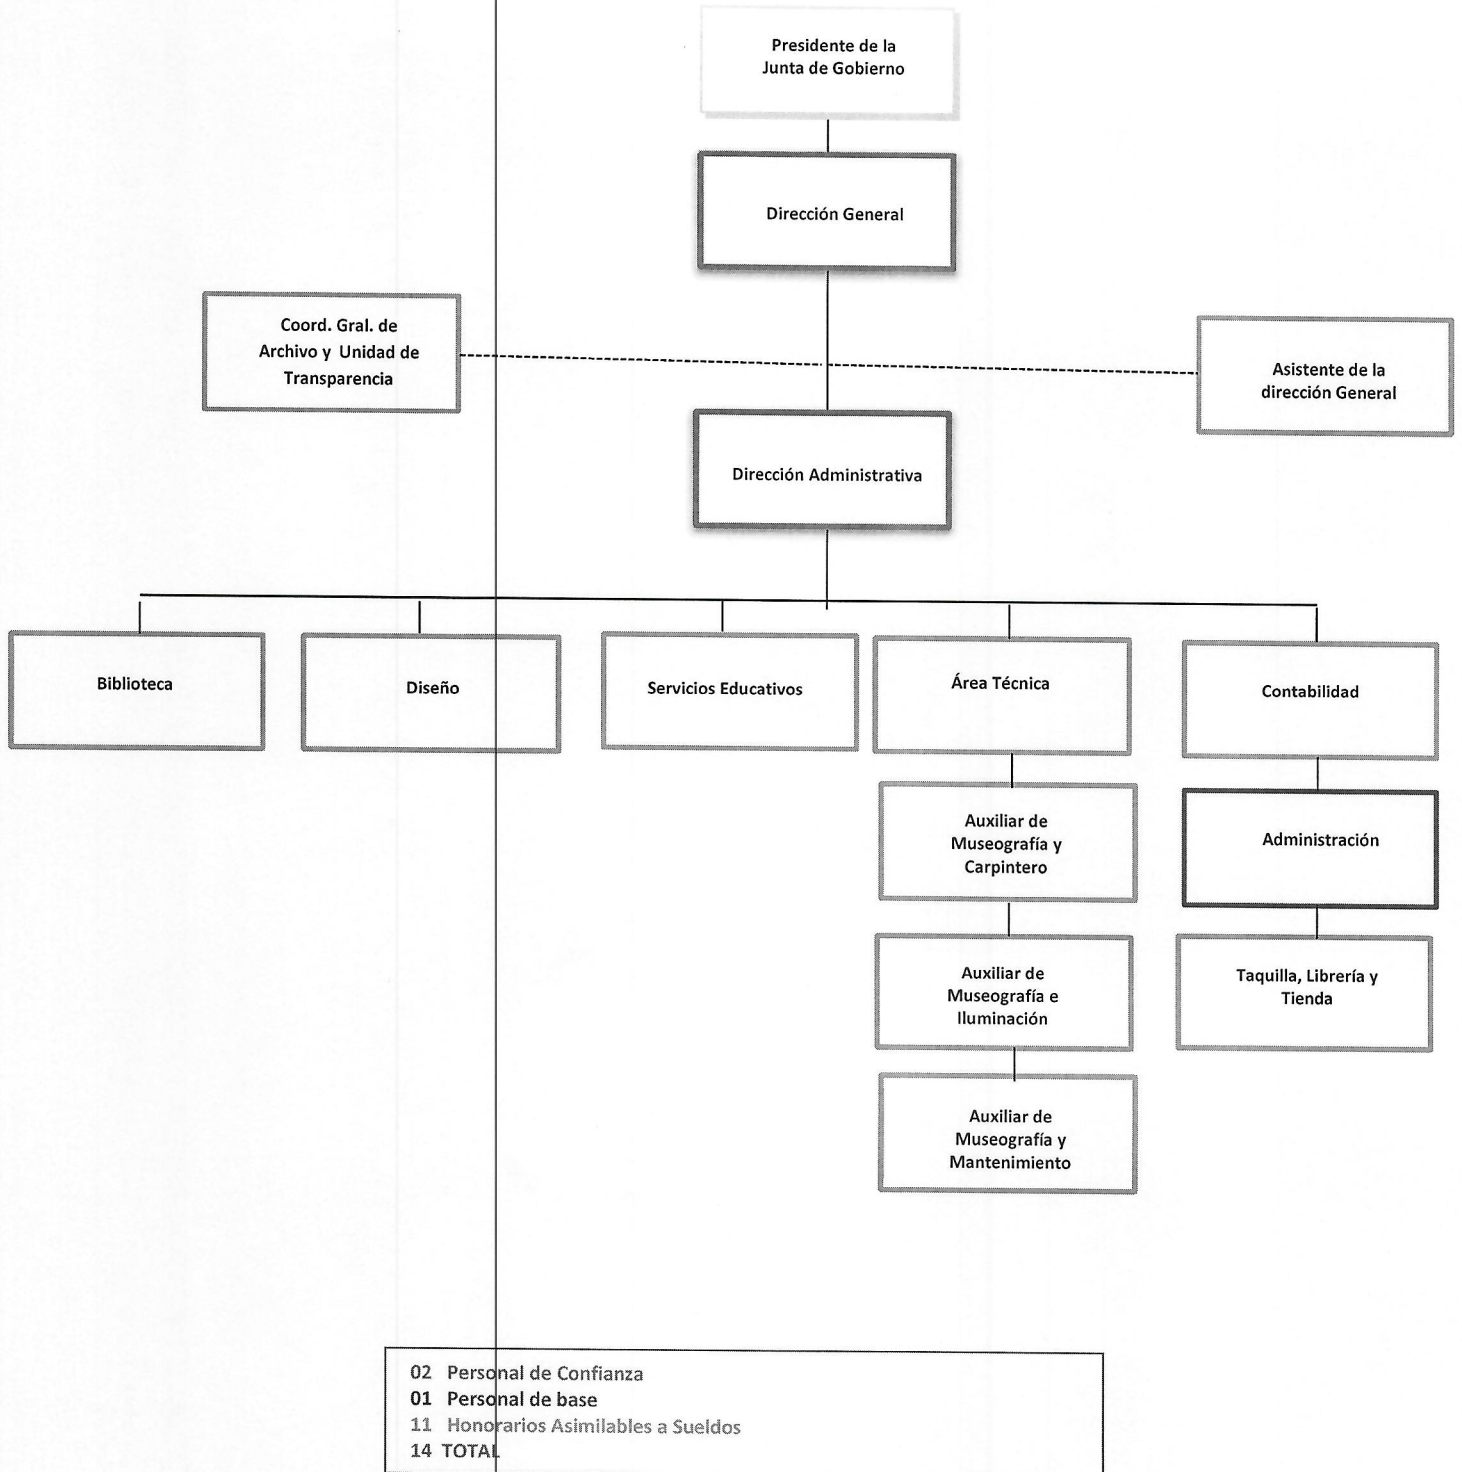 Presidente de la
Junta de Gobierno
Dirección General
Coord. Gral. de
Archivo y Unidad de
Transparencia
Asistente de la
dirección General
Dirección Administrativa
Biblioteca
Diseño
Servicios Educativos
Área Técnica
Contabilidad
Auxiliar de
Museografía y
Carpintero
Administración
Auxiliar de
Museografía e
Iluminación
Taquilla, Librería y
Tienda
Auxiliar de
Museografía y
Mantenimiento
02 Personal de Confianza
01 Personal de base
11 Honorarios Asimilables a Sueldos
14 TOTAL